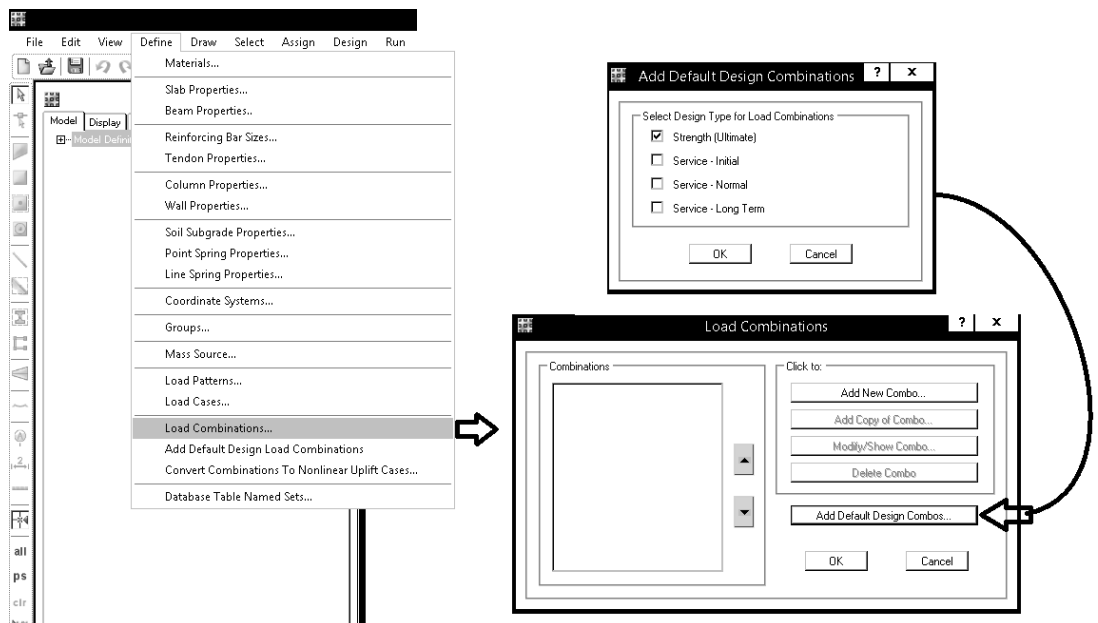 File Edit View Define Draw Select Assign Design Run
Materials...
Slab Properties...
Beam Properties..
Reinforcing Bar Sizes...
Tendon Properties...
Column Properties...
Wall Properties...
Soil Subgrade Properties...
Point Spring Properties...
Line Spring Properties...
Coordinate Systems...
Groups...
Mass Source...
Load Patterns...
Load Cases...
Load Combinations...
Add Default Design Load Combinations
Convert Combinations To Nonlinear Uplift Cases...
Database Table Named Sets...
Model Display
Model Defin
2
all
ps
clr
Add Default Design Combinations ? x
Select Design Type for Load Combinations
Strength (Ultimate)
Service - Initial
Service - Normal
Service - Long Term
OK Cancel
Load Combinations ? x
Combinations
Click to:
Add New Combo...
Add Copy of Combo...
Modify/Show Combo...
Delete Combo
Add Default Design Combos...
OK Cancel